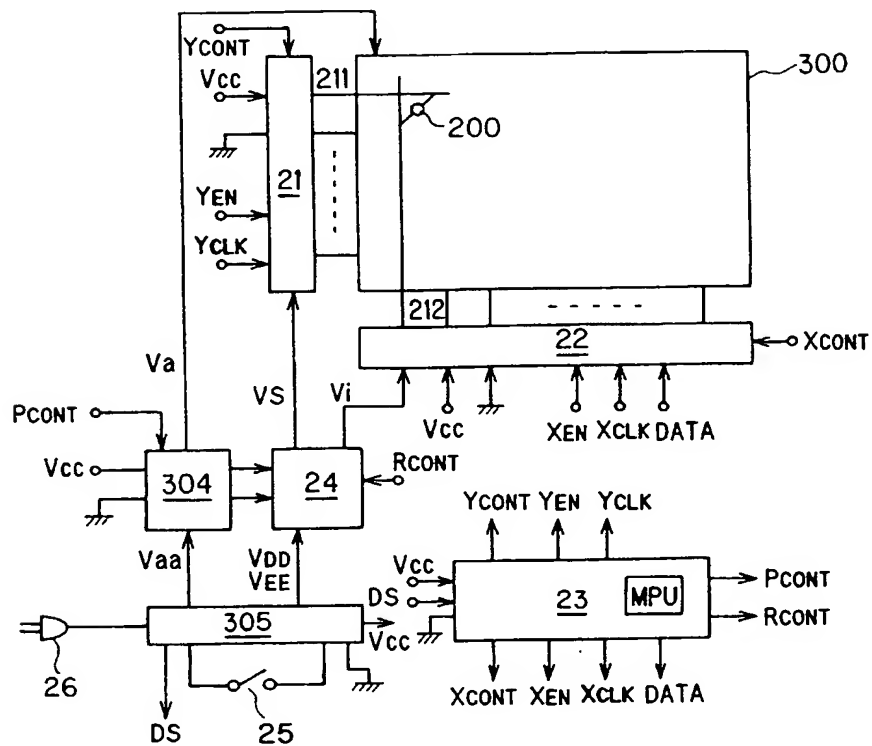 YCONT
VCC
211
300
200
21
YEN
YCLK
212
22
XCONT
Va
VS
Vi
PCONT
VCC
XEN
XCLK
DATA
VCC
304
24
RCONT
YCONT
YEN
YCLK
Vaa
VDD
VEE
VCC
DS
23
MPU
PCONT
RCONT
305
VCC
26
DS
25
XCONT
XEN
XCLK
DATA